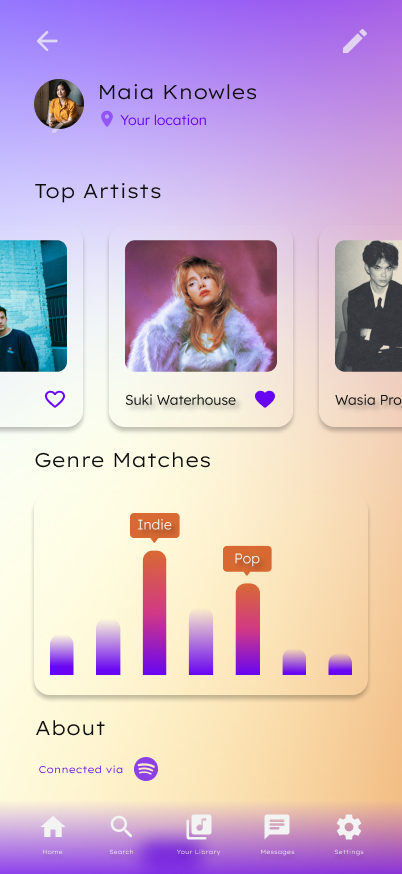 Maia Knowles
Your location
Top Artists
Suki Waterhouse
Wasia Pro
Genre Matches
Indie
Pop
About
Connected via
Home
Search
Your Library
Messages
Settings